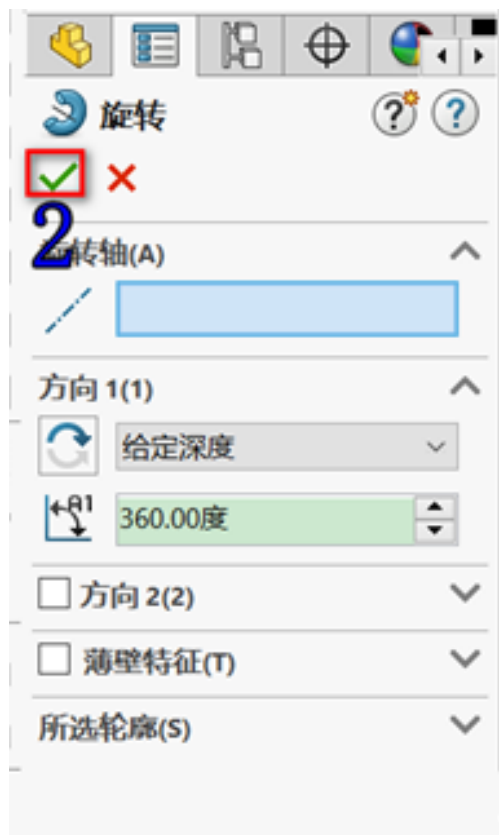 旋转
2
旋转轴(A)
方向 1(1)
给定深度
A1
360.00度
方向 2(2)
薄壁特征(T)
所选轮廓(S)